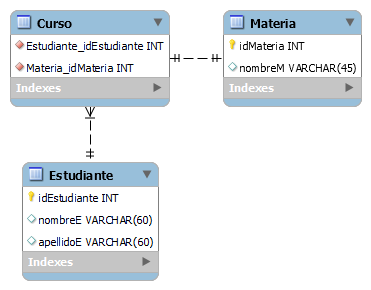 Curso
Estudiante_idEstudiante INT
Materia_idMateria INT
Indexes
Materia
idMateria INT
nombreM VARCHAR(45)
Indexes
Estudiante
idEstudiante INT
nombreE VARCHAR(60)
apellidoE VARCHAR(60)
Indexes